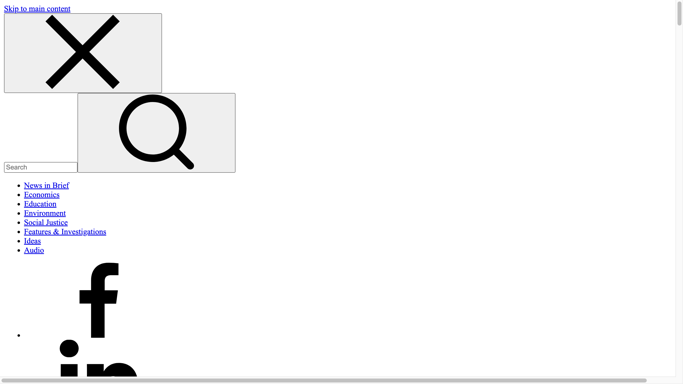 Skip to main content
Search
News in Brief
Economics
Education
Environment
Social Justice
Features & Investigations
Ideas
Audio